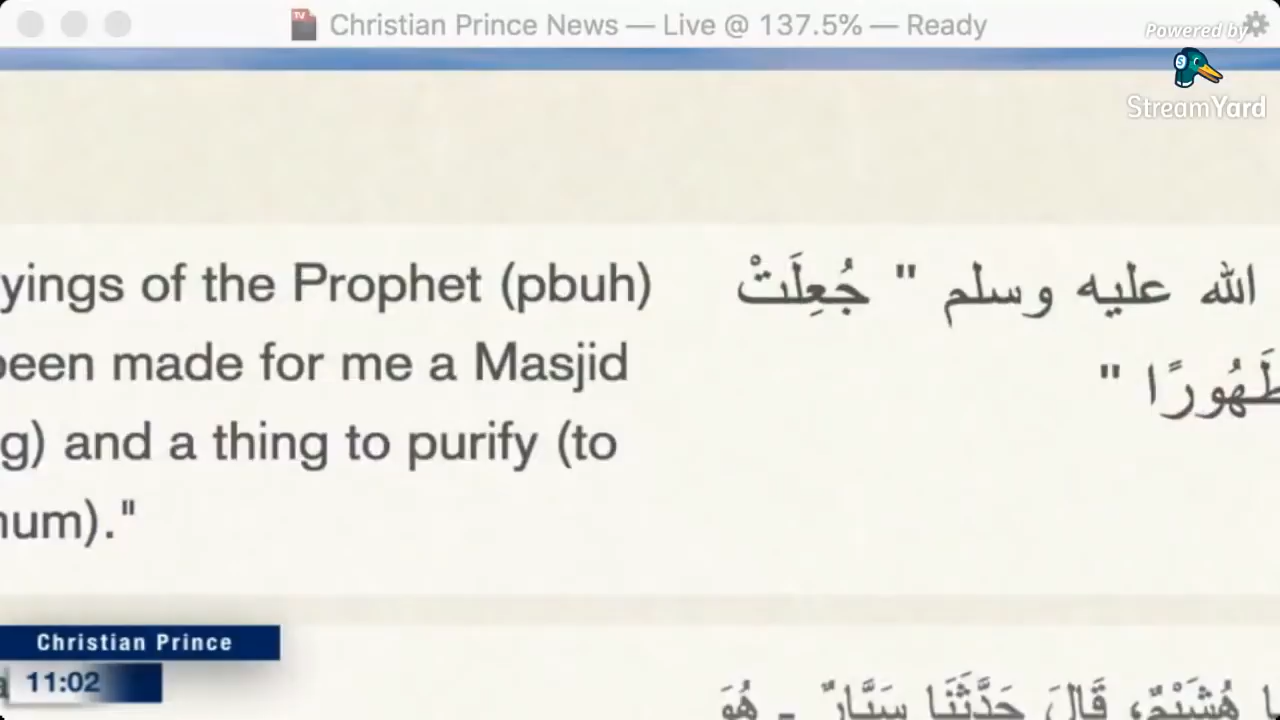 Christian Prince News — Live @ 137.5% — Ready
Powered by
StreamYard
yings of the Prophet (pbuh)
been made for me a Masjid
g) and a thing to purify (to
num)."
الله عليه وسلم " جُعِلَتْ
طَهُورًا "
Christian Prince
11:02
هُشَيْمٌ، قَالَ حَدَّثَنَا سَيَّارٌ ـ هُوَ